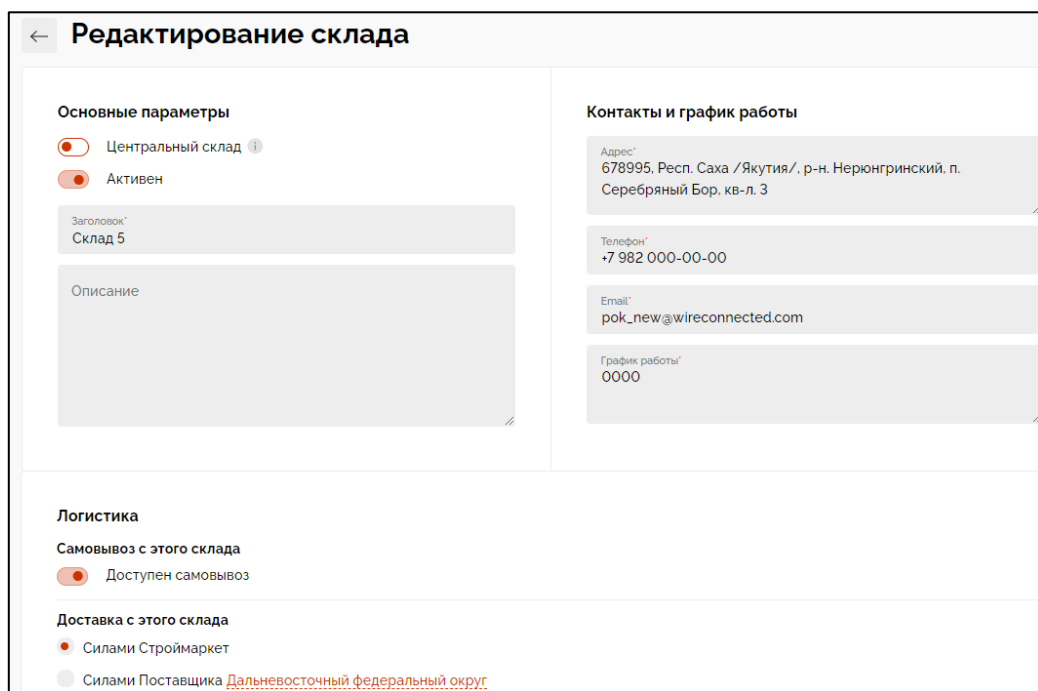 Редактирование склада
Основные параметры
Центральный склад i
Активен
Заголовок*
Склад 5
Описание
Контакты и график работы
Адрес*
678995, Респ. Саха /Якутия/, р-н. Нерюнгринский, п.
Серебряный Бор, кв-л. 3
Телефон*
+7 982 000-00-00
Email*
pok_new@wireconnected.com
График работы*
0000
Логистика
Самовывоз с этого склада
Доступен самовывоз
Доставка с этого склада
Силами Строймаркет
Силами Поставщика Дальневосточный федеральный округ